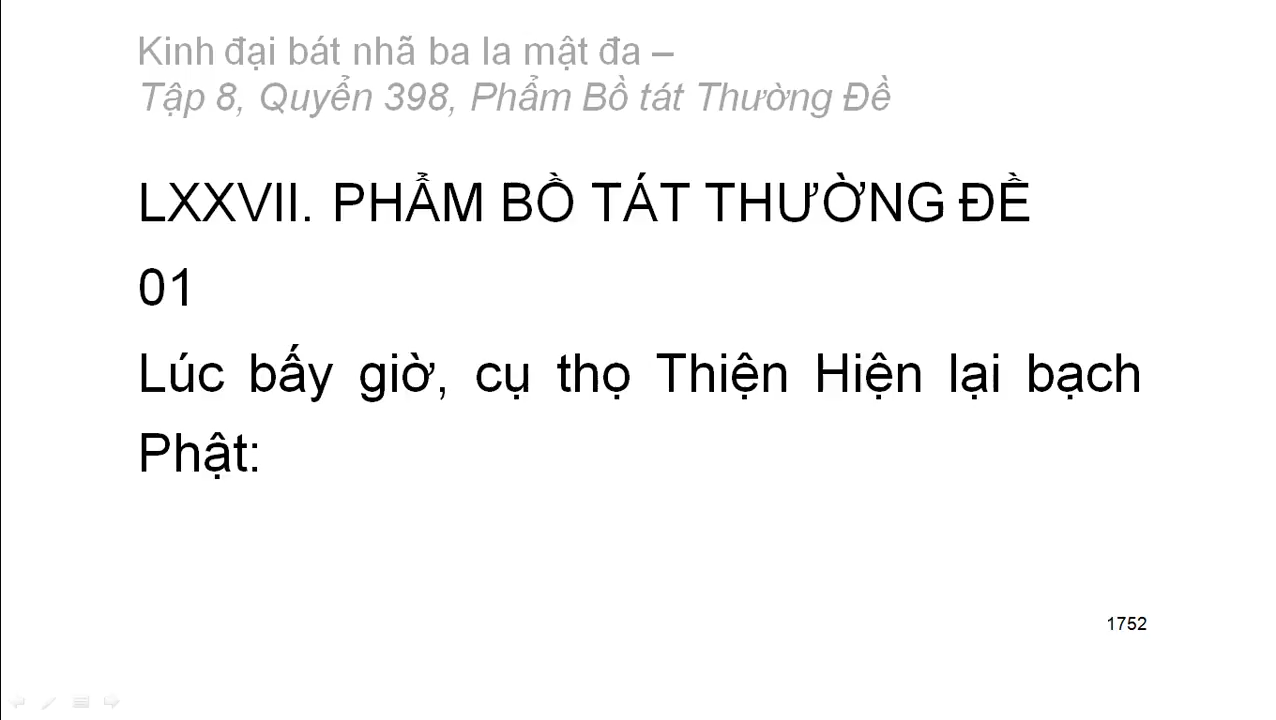 Kinh đại bát nhã ba la mật đa –
Tập 8, Quyển 398, Phẩm Bồ tát Thường Đề
LXXVII. PHẨM BỒ TÁT THƯỜNG ĐỀ
01
Lúc bấy giờ, cụ thọ Thiện Hiện lại bạch
Phật:
1752